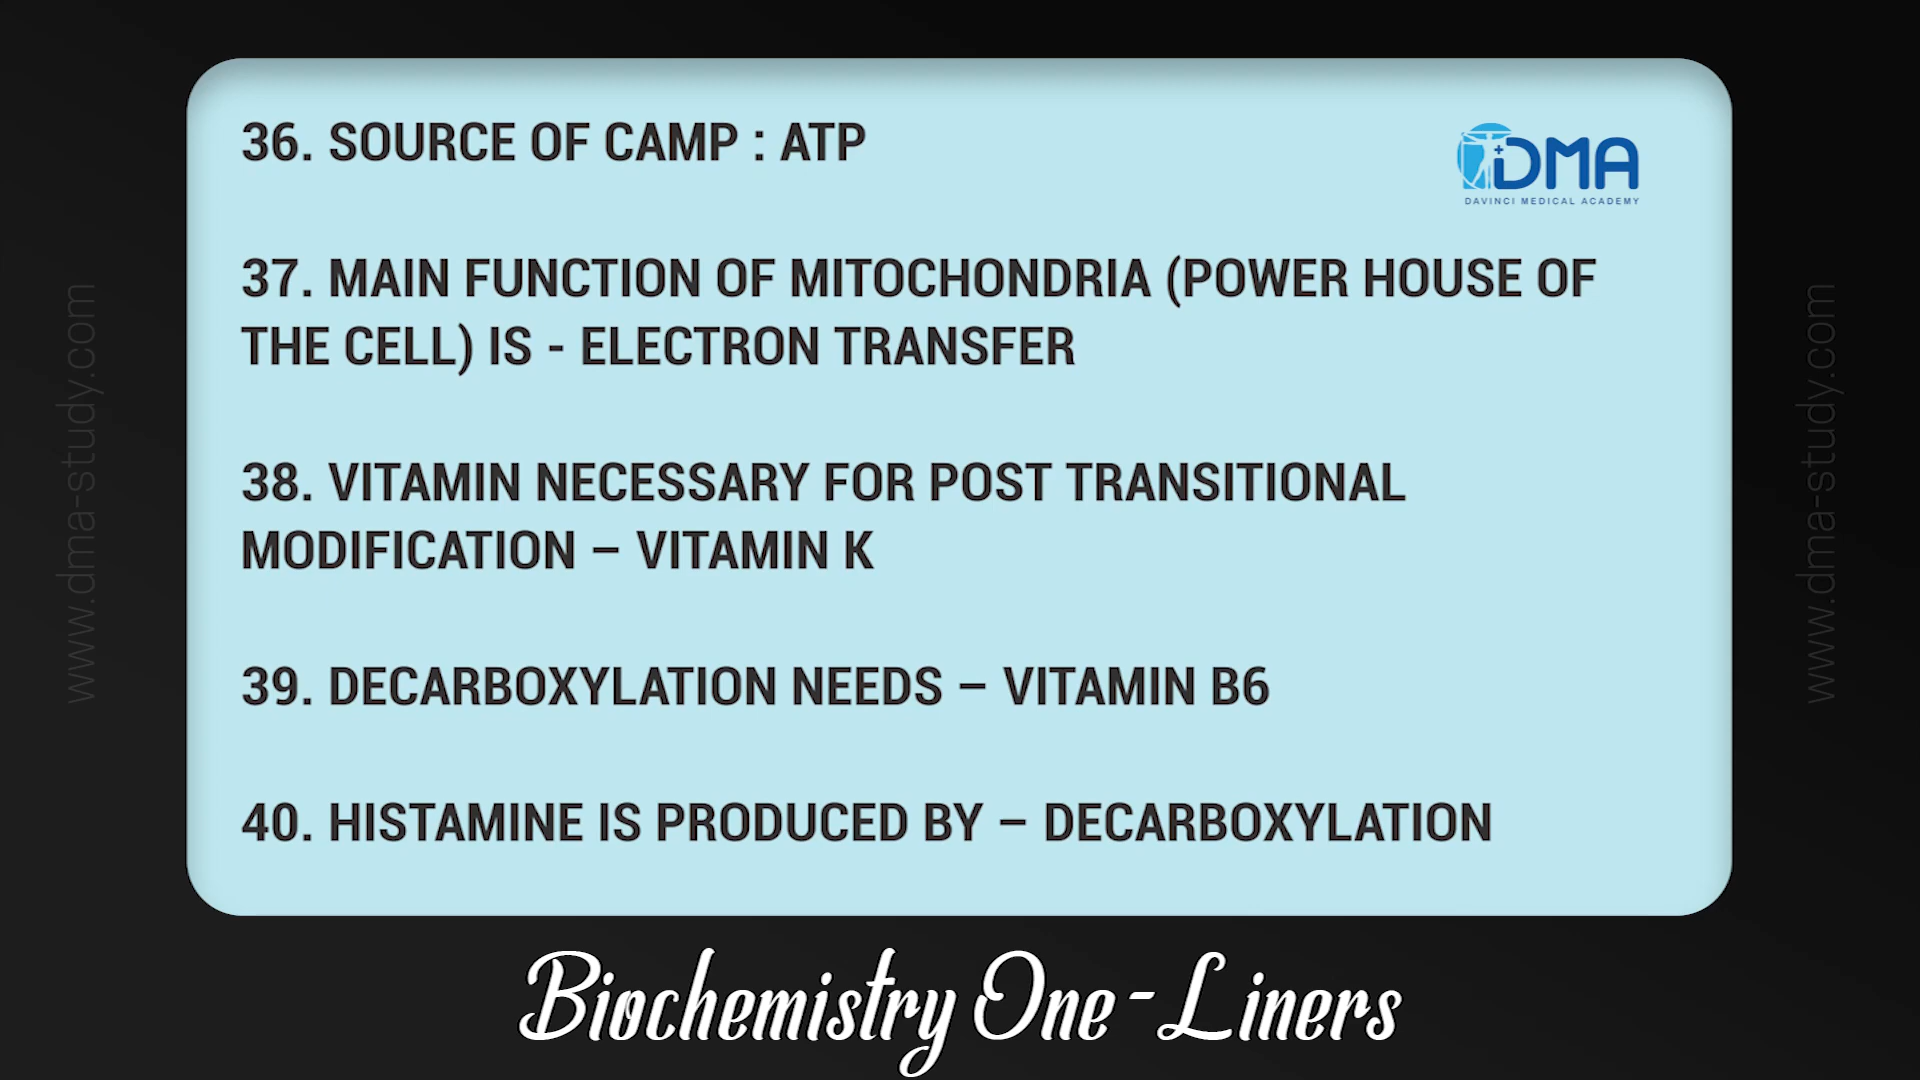 36. SOURCE OF CAMP : ATP
DMA
DAVINCI MEDICAL ACADEMY
37. MAIN FUNCTION OF MITOCHONDRIA (POWER HOUSE OF
THE CELL) IS - ELECTRON TRANSFER
38. VITAMIN NECESSARY FOR POST TRANSITIONAL
MODIFICATION – VITAMIN K
39. DECARBOXYLATION NEEDS – VITAMIN B6
40. HISTAMINE IS PRODUCED BY – DECARBOXYLATION
www.dma-study.com
www.dma-study.com
Biochemistry One-Liners